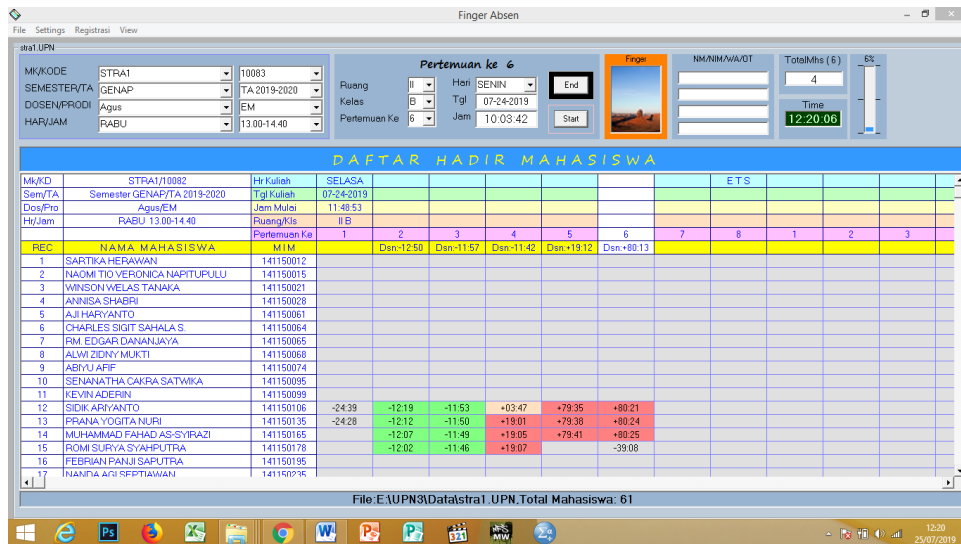 Finger Absen
File Settings Registrasi View
stra1.UPN
MK/KODE STRA1 10083
SEMESTER/TA GENAP TA 2019-2020
DOSEN/PRODI Agus EM
HAR/JAM RABU 13.00-14.40
Pertemuan ke 6
Ruang II Hari SENIN End
Kelas B Tgl 07-24-2019
Pertemuan Ke 6 Jam 10:03:42 Start
Finger
NM/NIM/WA/OT
TotalMhs ( 6 )
4
Time
12:20:06
6%
DAFTAR HADIR MAHASISWA
Mk/KD STRA1/10082 Hr Kuliah SELASA ETS
Sem/TA Semester GENAP/TA 2019-2020 Tgl Kuliah 07-24-2019
Dos/Pro Agus/EM Jam Mulai 11:48:53
Hr/Jam RABU 13.00-14.40 Ruang/Kls II B
Pertemuan Ke 1 2 3 4 5 6 7 8 1 2 3 4
REC NAMA MAHASISWA MIM Dsn:-12:50 Dsn:-11:57 Dsn:-11:42 Dsn:+19:12 Dsn:+80:13
1 SARTIKA HERAWAN 141150012
2 NAOMI TIO VERONICA NAPITUPULU 141150015
3 WINSON WELAS TANAKA 141150021
4 ANNISA SHABRI 141150028
5 AJI HARYANTO 141150061
6 CHARLES SIGIT SAHALA S. 141150064
7 RM. EDGAR DANANJAYA 141150065
8 ALWI ZIDNY MUKTI 141150068
9 ABIYU AFIF 141150074
10 SENANATHA CAKRA SATWIKA 141150095
11 KEVIN ADERIN 141150099
12 SIDIK ARIYANTO 141150106 -24:39 -12:19 -11:53 +03:47 +79:35 +80:21
13 PRANA YOGITA NURI 141150135 -24:28 -12:12 -11:50 +19:01 +79:38 +80:24
14 MUHAMMAD FAHAD AS-SYIRAZI 141150165 -12:07 -11:49 +19:05 +79:41 +80:25
15 ROMI SURYA SYAHPUTRA 141150178 -12:02 -11:46 +19:07 -39:08
16 FEBRIAN PANJI SAPUTRA 141150195
17 NANDA AGI SEPTIAWAN 141150235
File:E:\UPN3\Data\stra1.UPN,Total Mahasiswa: 61
Ps
321
MPC
MW
12:20
25/07/2019